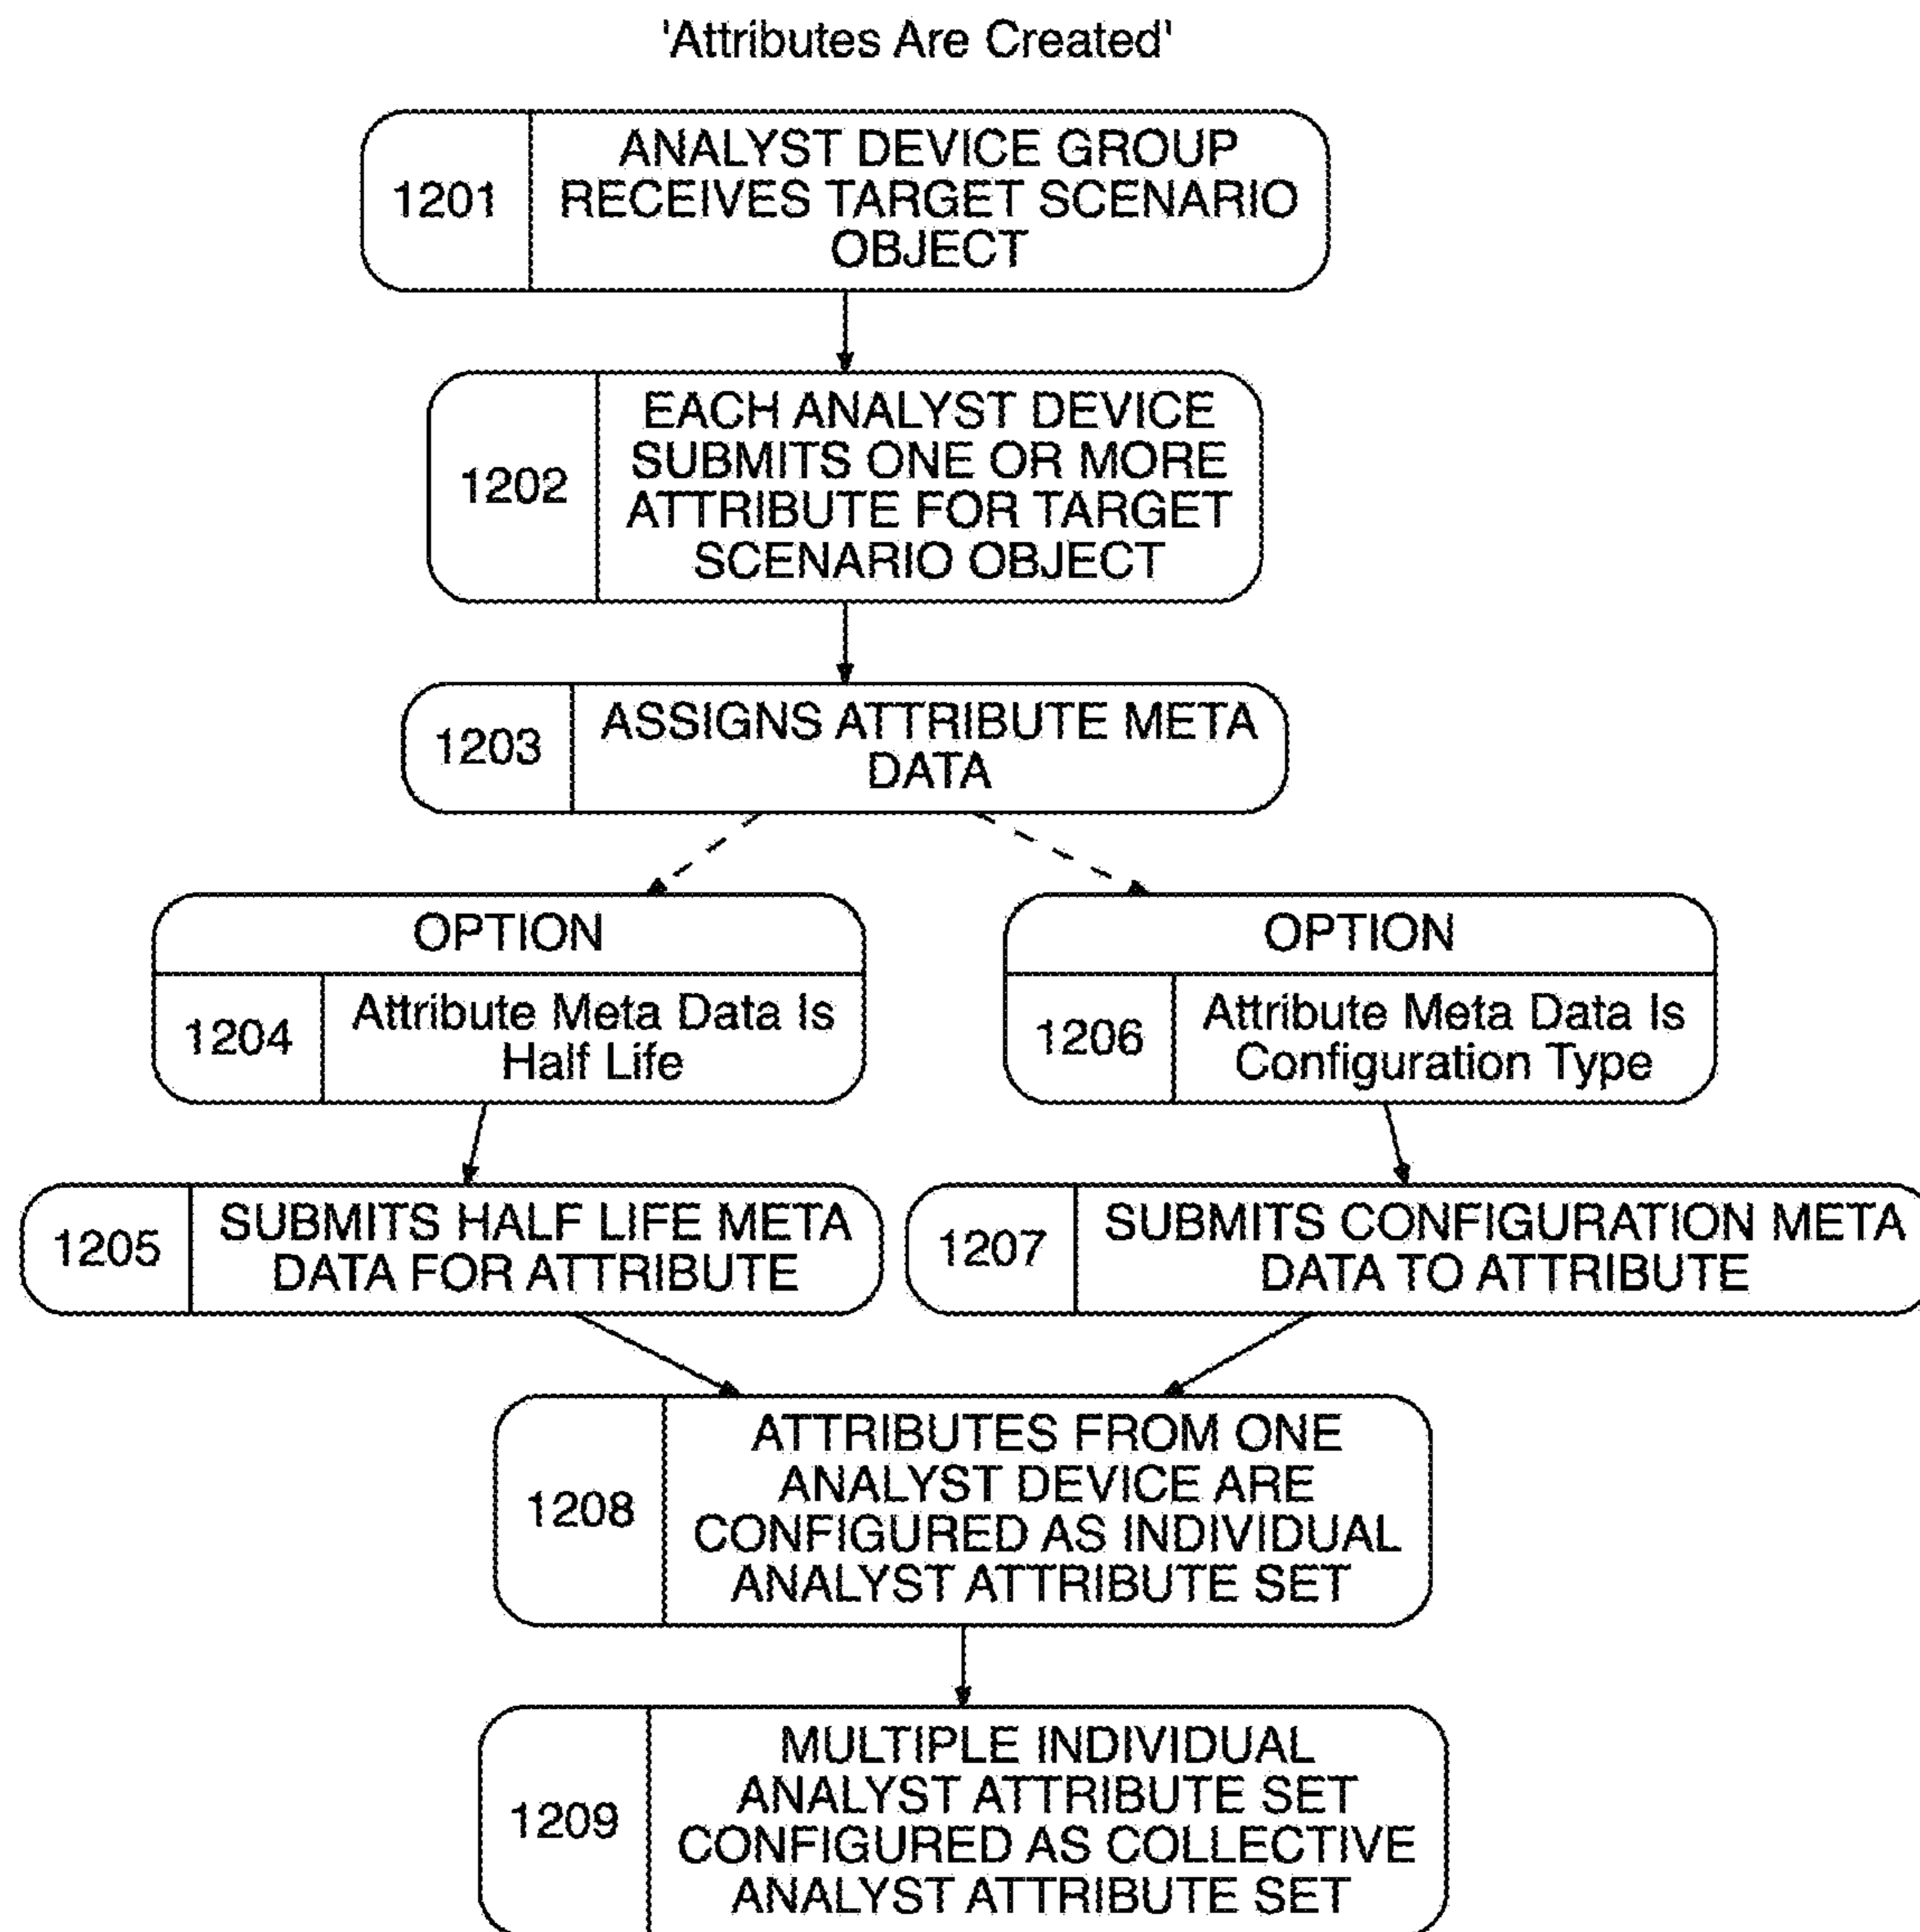 'Attributes Are Created'
1201
ANALYST DEVICE GROUP
RECEIVES TARGET SCENARIO
OBJECT
1202
EACH ANALYST DEVICE
SUBMITS ONE OR MORE
ATTRIBUTE FOR TARGET
SCENARIO OBJECT
1203
ASSIGNS ATTRIBUTE META
DATA
OPTION
1204
Attribute Meta Data Is
Half Life
OPTION
1206
Attribute Meta Data Is
Configuration Type
1205
SUBMITS HALF LIFE META
DATA FOR ATTRIBUTE
1207
SUBMITS CONFIGURATION META
DATA TO ATTRIBUTE
1208
ATTRIBUTES FROM ONE
ANALYST DEVICE ARE
CONFIGURED AS INDIVIDUAL
ANALYST ATTRIBUTE SET
1209
MULTIPLE INDIVIDUAL
ANALYST ATTRIBUTE SET
CONFIGURED AS COLLECTIVE
ANALYST ATTRIBUTE SET